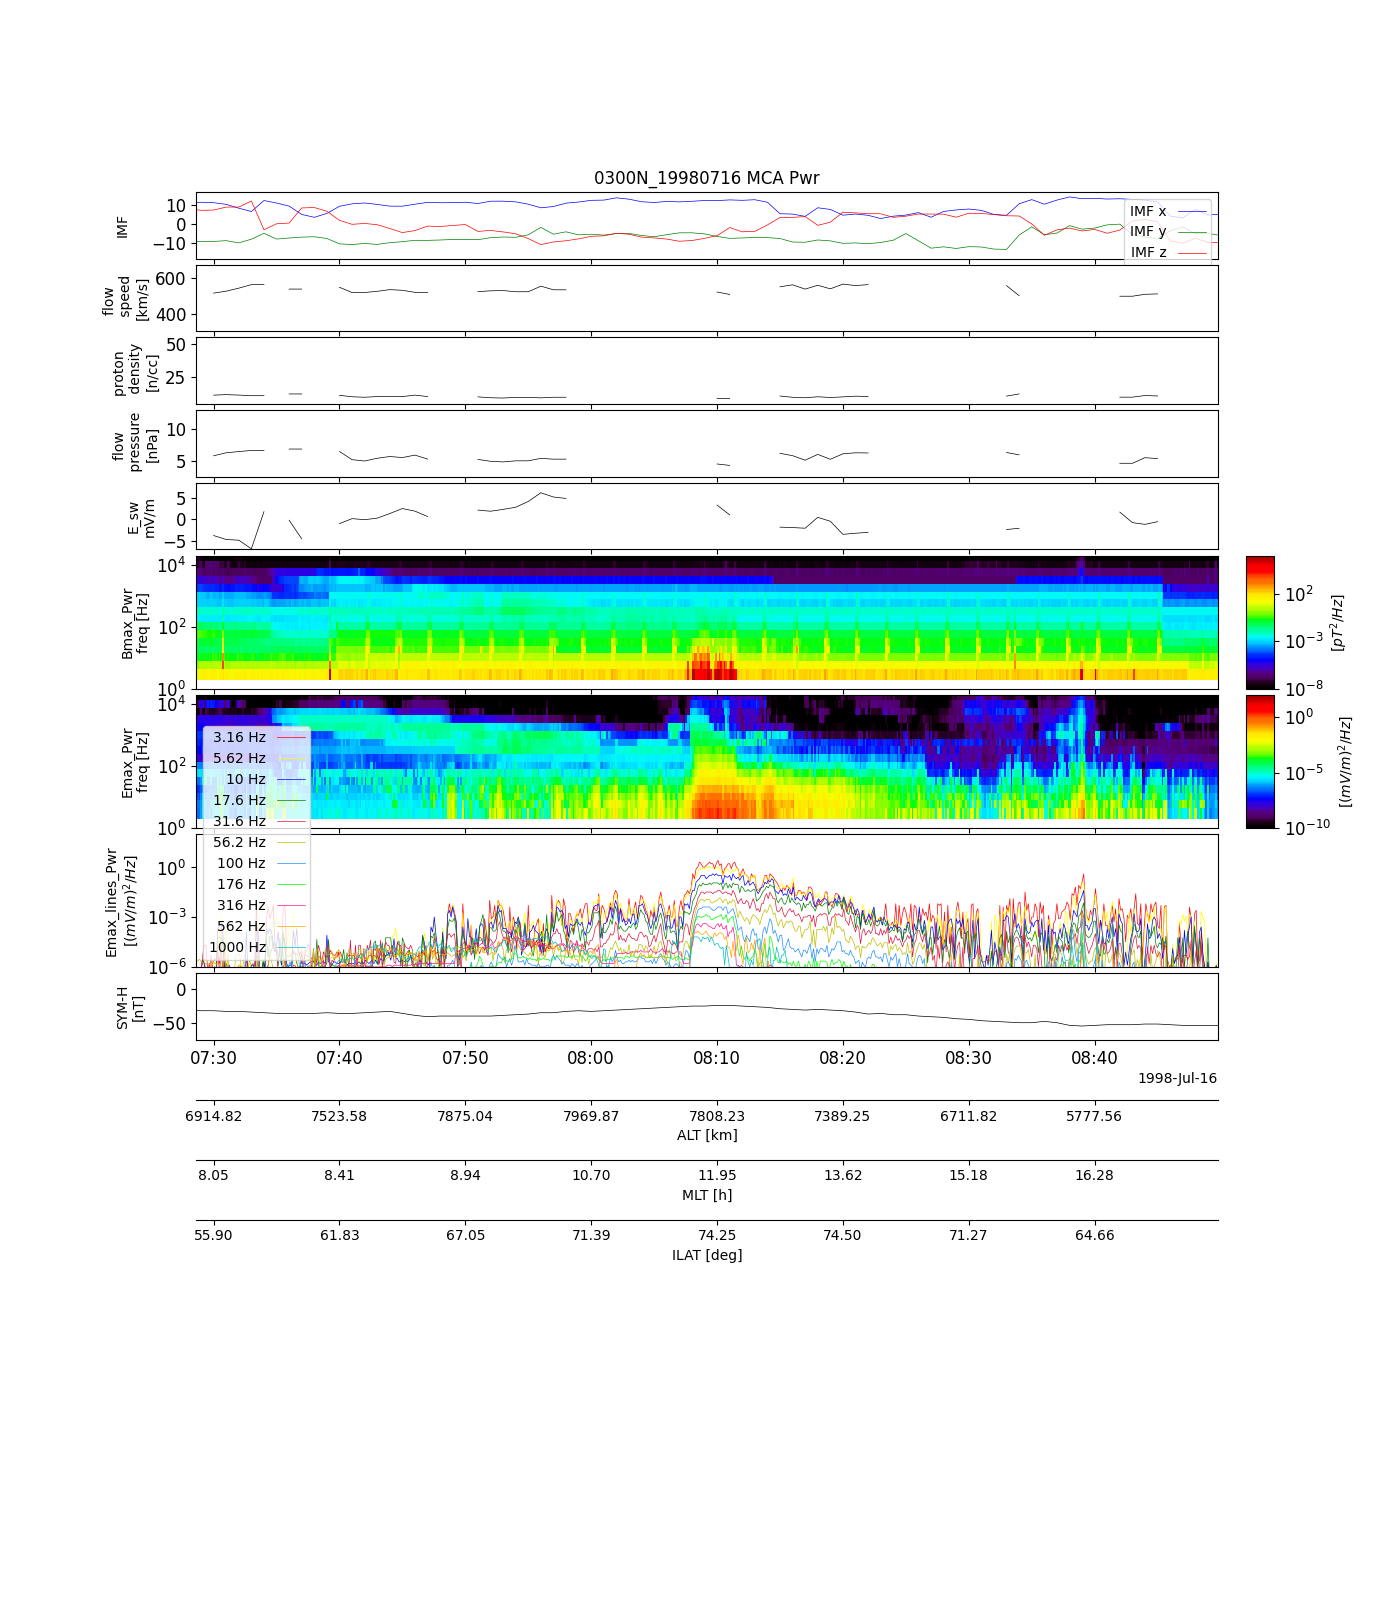 0300N_19980716 MCA Pwr
IMF
10
0
−10
IMF x
IMF y
IMF z
flow
speed
[km/s]
600
400
proton
density
[n/cc]
50
25
flow
pressure
[nPa]
10
5
E_sw
mV/m
5
0
−5
Bmax_Pwr
freq [Hz]
10^4
10^2
10^0
10^2
10^−3
10^−8
[pT^2/Hz]
Emax_Pwr
freq [Hz]
10^4
10^2
10^0
10^0
10^−5
10^−10
[(mV/m)^2/Hz]
3.16 Hz
5.62 Hz
10 Hz
17.6 Hz
31.6 Hz
56.2 Hz
100 Hz
176 Hz
316 Hz
562 Hz
1000 Hz
Emax_lines_Pwr
[(mV/m)^2/Hz]
10^0
10^−3
10^−6
SYM-H
[nT]
0
−50
07:30 07:40 07:50 08:00 08:10 08:20 08:30 08:40
1998-Jul-16
6914.82 7523.58 7875.04 7969.87 7808.23 7389.25 6711.82 5777.56
ALT [km]
8.05 8.41 8.94 10.70 11.95 13.62 15.18 16.28
MLT [h]
55.90 61.83 67.05 71.39 74.25 74.50 71.27 64.66
ILAT [deg]